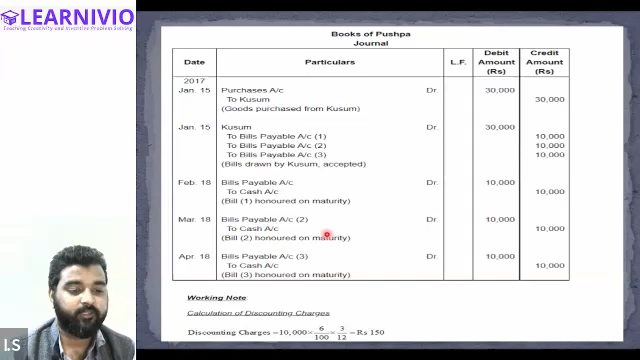 LEARNIVIO
Teaching Creativity and Inventive Problem Solving
Books of Pushpa
Journal
Date Particulars L.F. Debit Amount (Rs) Credit Amount (Rs)
2017
Jan. 15 Purchases A/c Dr. 30,000
To Kusum 30,000
(Goods purchased from Kusum)
Jan. 15 Kusum Dr. 30,000
To Bills Payable A/c (1) 10,000
To Bills Payable A/c (2) 10,000
To Bills Payable A/c (3) 10,000
(Bills drawn by Kusum, accepted)
Feb. 18 Bills Payable A/c Dr. 10,000
To Cash A/c 10,000
(Bill (1) honoured on maturity)
Mar. 18 Bills Payable A/c (2) Dr. 10,000
To Cash A/c 10,000
(Bill (2) honoured on maturity)
Apr. 18 Bills Payable A/c (3) Dr. 10,000
To Cash A/c 10,000
(Bill (3) honoured on maturity)
Working Note
Calculation of Discounting Charges
Discounting Charges = 10,000 × 6/100 × 3/12 = Rs 150
I.S